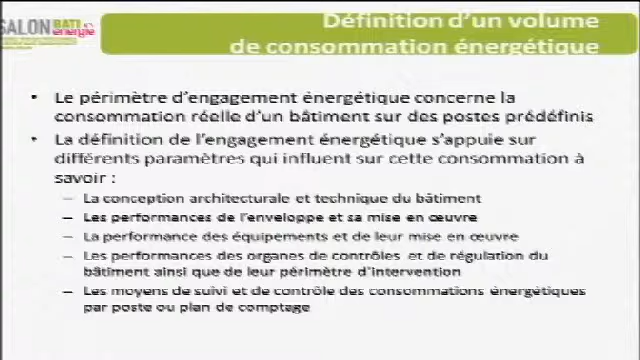 SALON BATI
énergie
Définition d'un volume
de consommation énergétique
• Le périmètre d'engagement énergétique concerne la
consommation réelle d'un bâtiment sur des postes prédéfinis
• La définition de l'engagement énergétique s'appuie sur
différents paramètres qui influent sur cette consommation à
savoir :
– La conception architecturale et technique du bâtiment
– Les performances de l'enveloppe et sa mise en œuvre
– La performance des équipements et de leur mise en œuvre
– Les performances des organes de contrôles et de régulation du
bâtiment ainsi que de leur périmètre d'intervention
– Les moyens de suivi et de contrôle des consommations énergétiques
par poste ou plan de comptage